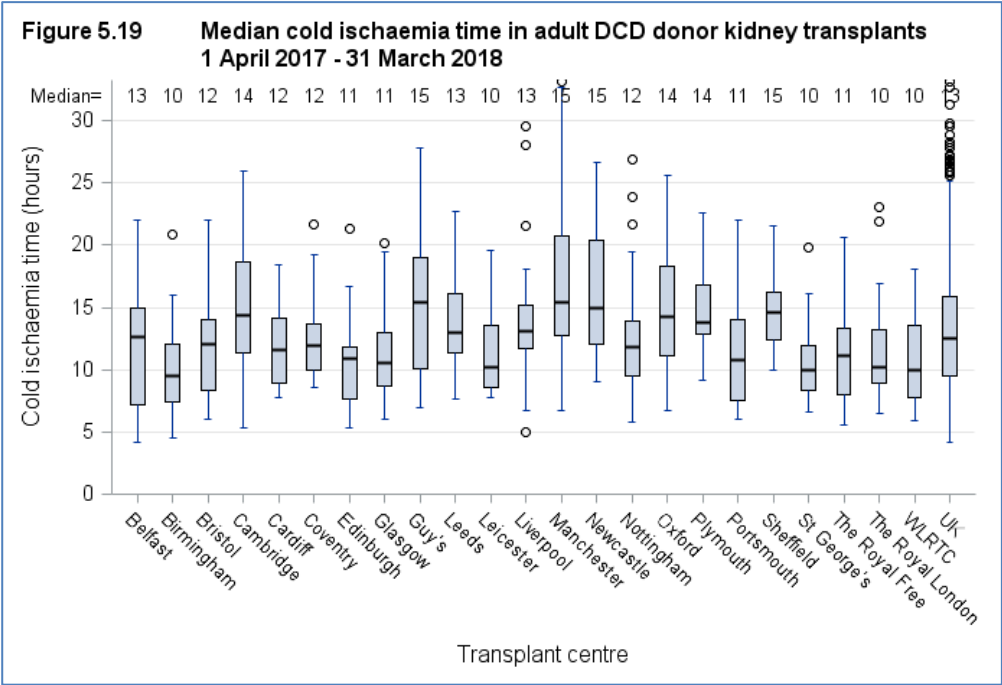 Figure 5.19 Median cold ischaemia time in adult DCD donor kidney transplants
1 April 2017 - 31 March 2018
Median= 13 10 12 14 12 12 11 11 15 13 10 13 15 15 12 14 14 11 15 10 11 10 10 13
Cold ischaemia time (hours)
30
25
20
15
10
5
0
Belfast
Birmingham
Bristol
Cambridge
Cardiff
Coventry
Edinburgh
Glasgow
Guy's
Leeds
Leicester
Liverpool
Manchester
Newcastle
Nottingham
Oxford
Plymouth
Portsmouth
Sheffield
St George's
The Royal Free
The Royal London
WLRTC
UK
Transplant centre